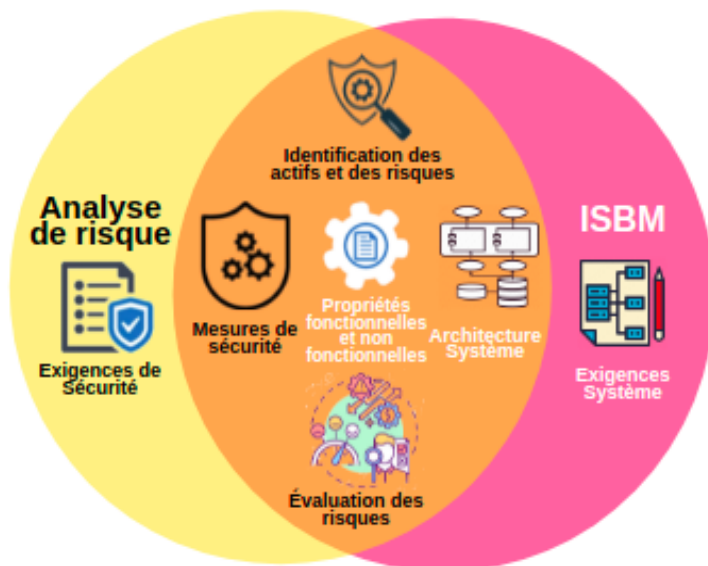 Identification des
actifs et des risques
Analyse
de risque
ISBM
Mesures de
sécurité
Propriétés
fonctionnelles
et non
fonctionnelles
Architecture
Système
Exigences de
Sécurité
Exigences
Système
Évaluation des
risques